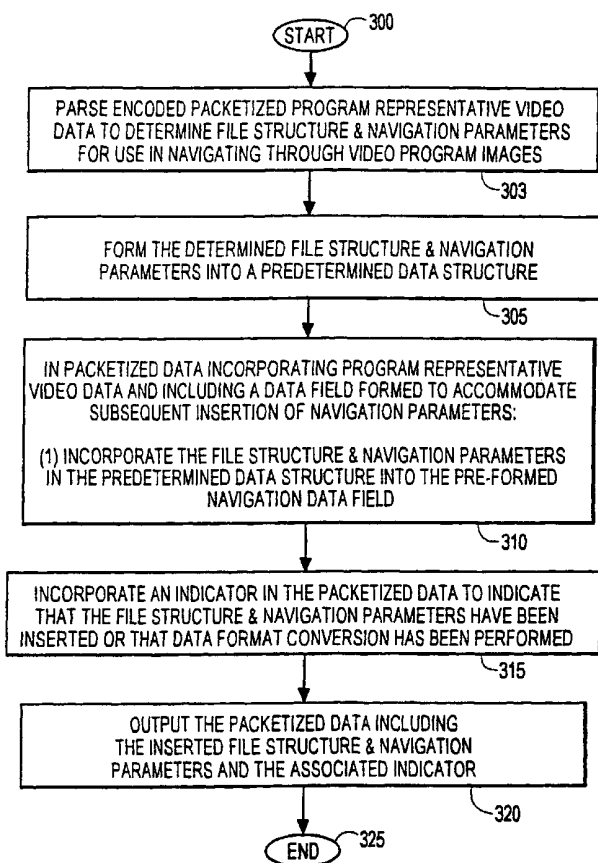 START
300
PARSE ENCODED PACKETIZED PROGRAM REPRESENTATIVE VIDEO
DATA TO DETERMINE FILE STRUCTURE & NAVIGATION PARAMETERS
FOR USE IN NAVIGATING THROUGH VIDEO PROGRAM IMAGES
303
FORM THE DETERMINED FILE STRUCTURE & NAVIGATION
PARAMETERS INTO A PREDETERMINED DATA STRUCTURE
305
IN PACKETIZED DATA INCORPORATING PROGRAM REPRESENTATIVE
VIDEO DATA AND INCLUDING A DATA FIELD FORMED TO ACCOMMODATE
SUBSEQUENT INSERTION OF NAVIGATION PARAMETERS:
(1) INCORPORATE THE FILE STRUCTURE & NAVIGATION PARAMETERS
IN THE PREDETERMINED DATA STRUCTURE INTO THE PRE-FORMED
NAVIGATION DATA FIELD
310
INCORPORATE AN INDICATOR IN THE PACKETIZED DATA TO INDICATE
THAT THE FILE STRUCTURE & NAVIGATION PARAMETERS HAVE BEEN
INSERTED OR THAT DATA FORMAT CONVERSION HAS BEEN PERFORMED
315
OUTPUT THE PACKETIZED DATA INCLUDING
THE INSERTED FILE STRUCTURE & NAVIGATION
PARAMETERS AND THE ASSOCIATED INDICATOR
320
END
325